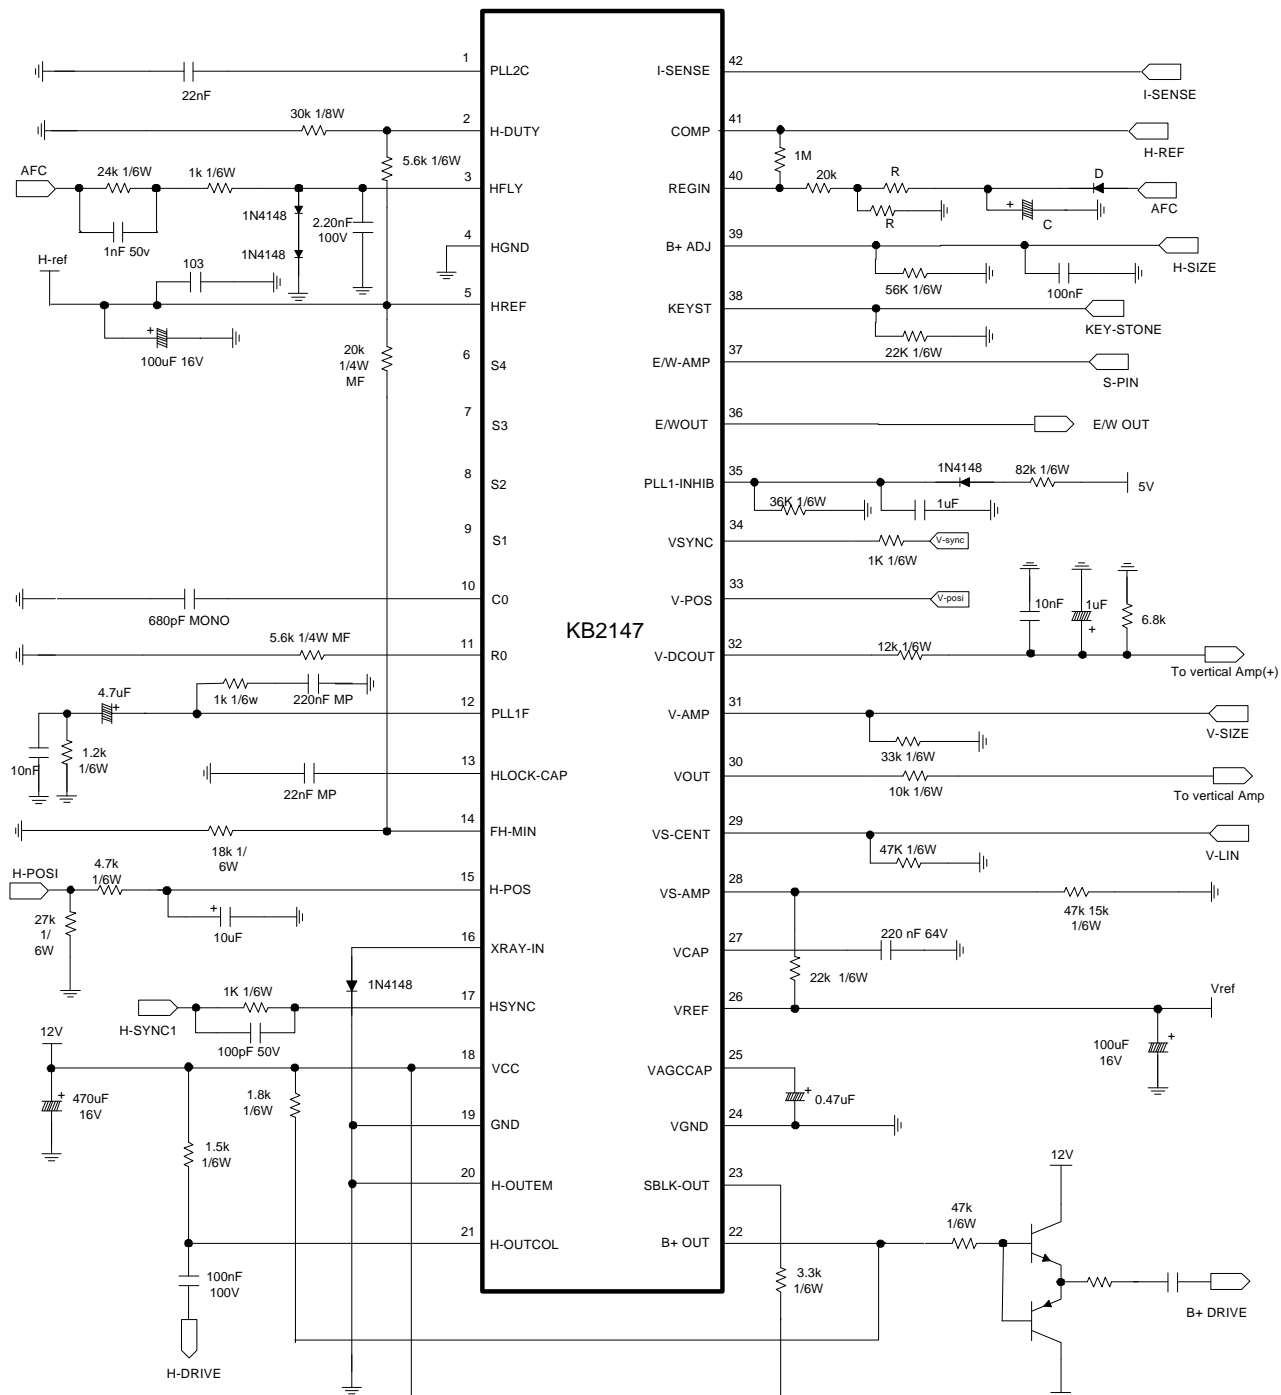 1
PLL2C
22nF
30k 1/8W
2
H-DUTY
5.6k 1/6W
AFC
24k 1/6W
1k 1/6W
3
HFLY
1N4148
2.20nF
100V
1nF 50v
1N4148
4
HGND
H-ref
103
5
HREF
100uF 16V
20k
1/4W
MF
6
S4
7
S3
8
S2
9
S1
10
C0
680pF MONO
5.6k 1/4W MF
11
R0
4.7uF
1k 1/6w
220nF MP
12
PLL1F
10nF
1.2k
1/6W
13
HLOCK-CAP
22nF MP
14
FH-MIN
18k 1/
6W
H-POSI
4.7k
1/6W
15
H-POS
27k
1/
6W
10uF
16
XRAY-IN
1N4148
1K 1/6W
17
HSYNC
H-SYNC1
100pF 50V
12V
18
VCC
470uF
16V
1.8k
1/6W
19
GND
1.5k
1/6W
20
H-OUTEM
21
H-OUTCOL
100nF
100V
H-DRIVE
KB2147
42
I-SENSE
I-SENSE
41
COMP
H-REF
1M
40
REGIN
20k
R
D
R
C
AFC
39
B+ ADJ
H-SIZE
56K 1/6W
100nF
38
KEYST
KEY-STONE
22K 1/6W
37
E/W-AMP
S-PIN
36
E/WOUT
E/W OUT
35
PLL1-INHIB
1N4148
82k 1/6W
5V
36K 1/6W
1uF
34
VSYNC
V-sync
1K 1/6W
33
V-POS
V-posi
10nF
1uF
6.8k
32
V-DCOUT
12k 1/6W
To vertical Amp(+)
31
V-AMP
V-SIZE
33k 1/6W
30
VOUT
10k 1/6W
To vertical Amp
29
VS-CENT
V-LIN
47K 1/6W
28
VS-AMP
47k 15k
1/6W
27
VCAP
220 nF 64V
22k 1/6W
26
VREF
Vref
100uF
16V
25
VAGCCAP
0.47uF
24
VGND
23
SBLK-OUT
12V
22
B+ OUT
47k
1/6W
3.3k
1/6W
B+ DRIVE